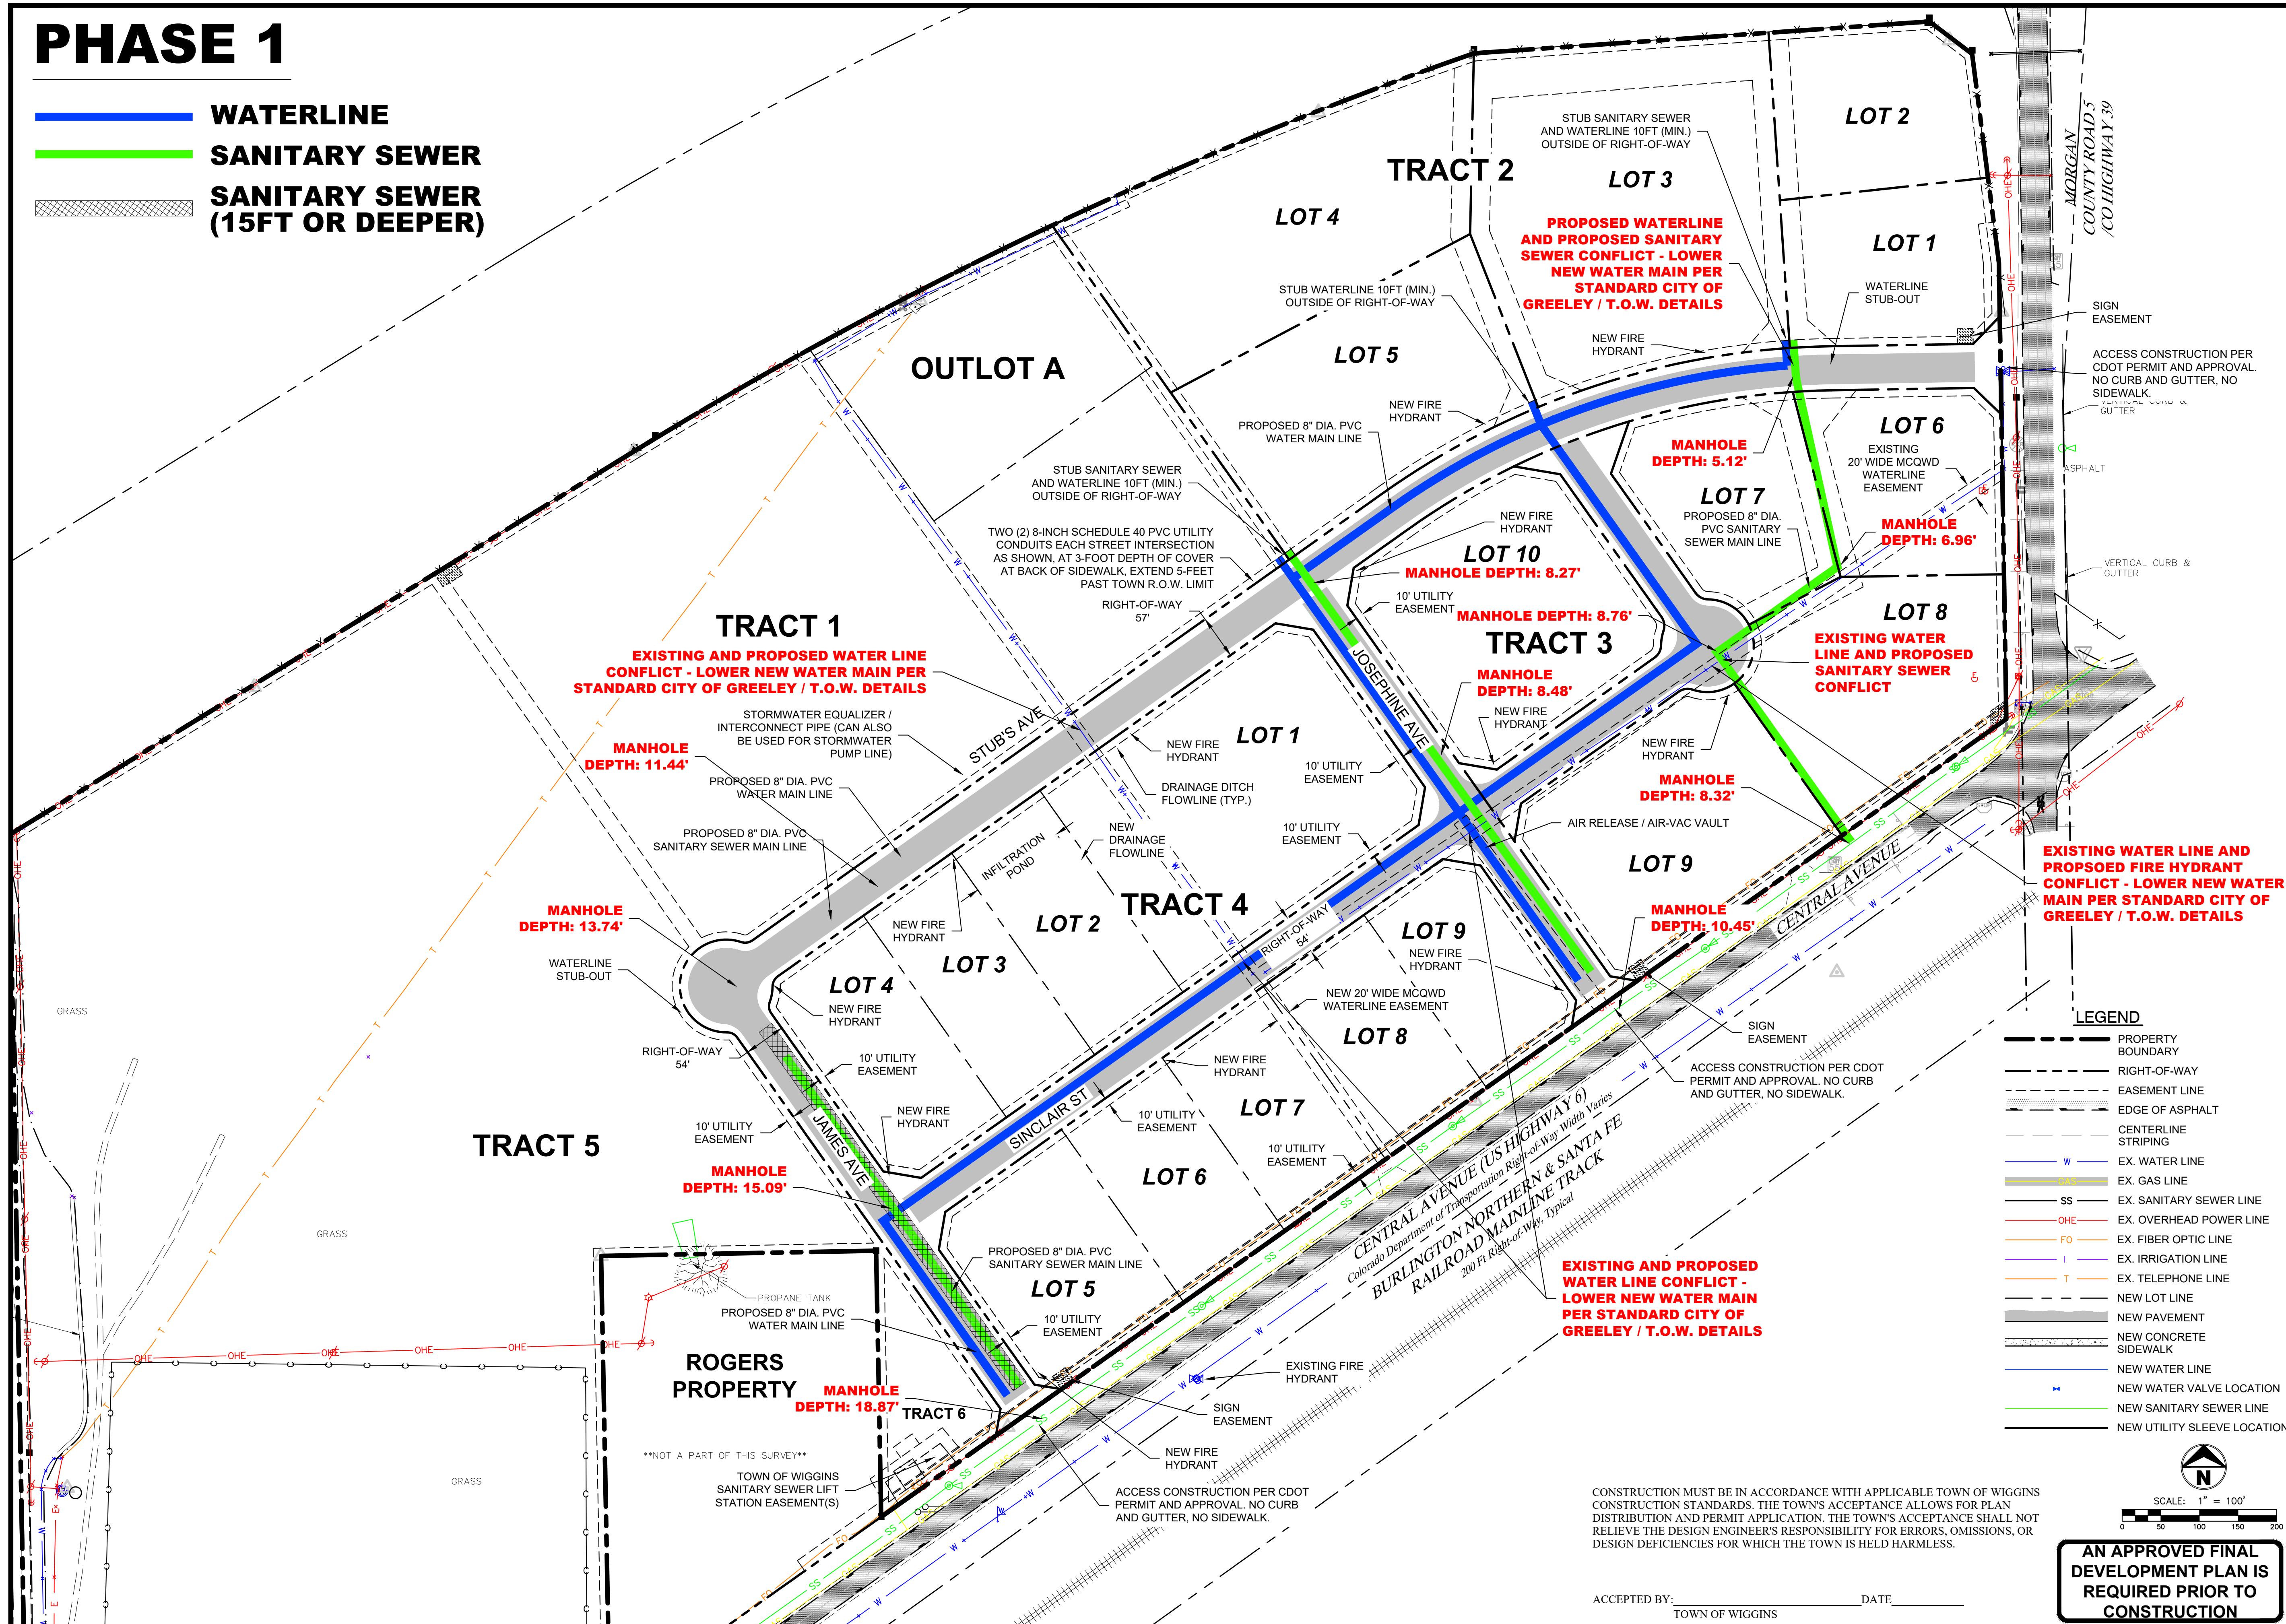 PHASE 1
WATERLINE
SANITARY SEWER
SANITARY SEWER
(15FT OR DEEPER)
STUB SANITARY SEWER
AND WATERLINE 10FT (MIN.)
OUTSIDE OF RIGHT-OF-WAY
LOT 2
MORGAN
COUNTY ROAD 5
/CO HIGHWAY 39
TRACT 2
LOT 3
LOT 4
PROPOSED WATERLINE
AND PROPOSED SANITARY
SEWER CONFLICT - LOWER
NEW WATER MAIN PER
STANDARD CITY OF
GREELEY / T.O.W. DETAILS
LOT 1
STUB WATERLINE 10FT (MIN.)
OUTSIDE OF RIGHT-OF-WAY
WATERLINE
STUB-OUT
SIGN
EASEMENT
NEW FIRE
HYDRANT
LOT 5
OUTLOT A
ACCESS CONSTRUCTION PER
CDOT PERMIT AND APPROVAL.
NO CURB AND GUTTER, NO
SIDEWALK.
VERTICAL CURB &
GUTTER
NEW FIRE
HYDRANT
PROPOSED 8" DIA. PVC
WATER MAIN LINE
LOT 6
EXISTING
20' WIDE MCQWD
WATERLINE
EASEMENT
MANHOLE
DEPTH: 5.12'
ASPHALT
STUB SANITARY SEWER
AND WATERLINE 10FT (MIN.)
OUTSIDE OF RIGHT-OF-WAY
LOT 7
PROPOSED 8" DIA.
PVC SANITARY
SEWER MAIN LINE
MANHOLE
DEPTH: 6.96'
TWO (2) 8-INCH SCHEDULE 40 PVC UTILITY
CONDUITS EACH STREET INTERSECTION
AS SHOWN, AT 3-FOOT DEPTH OF COVER
AT BACK OF SIDEWALK, EXTEND 5-FEET
PAST TOWN R.O.W. LIMIT
NEW FIRE
HYDRANT
LOT 10
MANHOLE DEPTH: 8.27'
VERTICAL CURB &
GUTTER
RIGHT-OF-WAY
57'
10' UTILITY
EASEMENT
MANHOLE DEPTH: 8.76'
LOT 8
TRACT 1
EXISTING AND PROPOSED WATER LINE
CONFLICT - LOWER NEW WATER MAIN PER
STANDARD CITY OF GREELEY / T.O.W. DETAILS
TRACT 3
EXISTING WATER
LINE AND PROPOSED
SANITARY SEWER
CONFLICT
JOSEPHINE AVE
MANHOLE
DEPTH: 8.48'
STORMWATER EQUALIZER /
INTERCONNECT PIPE (CAN ALSO
BE USED FOR STORMWATER
PUMP LINE)
STUB'S AVE
NEW FIRE
HYDRANT
LOT 1
NEW FIRE
HYDRANT
NEW FIRE
HYDRANT
MANHOLE
DEPTH: 11.44'
PROPOSED 8" DIA. PVC
WATER MAIN LINE
10' UTILITY
EASEMENT
DRAINAGE DITCH
FLOWLINE (TYP.)
MANHOLE
DEPTH: 8.32'
PROPOSED 8" DIA. PVC
SANITARY SEWER MAIN LINE
INFILTRATION
POND
NEW
DRAINAGE
FLOWLINE
10' UTILITY
EASEMENT
AIR RELEASE / AIR-VAC VAULT
LOT 9
CENTRAL AVENUE
EXISTING WATER LINE AND
PROPSOED FIRE HYDRANT
CONFLICT - LOWER NEW WATER
MAIN PER STANDARD CITY OF
GREELEY / T.O.W. DETAILS
MANHOLE
DEPTH: 13.74'
NEW FIRE
HYDRANT
LOT 2
TRACT 4
RIGHT-OF-WAY
54'
LOT 9
NEW FIRE
HYDRANT
MANHOLE
DEPTH: 10.45'
WATERLINE
STUB-OUT
LOT 3
LOT 4
NEW FIRE
HYDRANT
NEW 20' WIDE MCQWD
WATERLINE EASEMENT
LOT 8
SIGN
EASEMENT
GRASS
RIGHT-OF-WAY
54'
10' UTILITY
EASEMENT
NEW FIRE
HYDRANT
ACCESS CONSTRUCTION PER CDOT
PERMIT AND APPROVAL. NO CURB
AND GUTTER, NO SIDEWALK.
10' UTILITY
EASEMENT
JAMES AVE
NEW FIRE
HYDRANT
SINCLAIR ST
10' UTILITY
EASEMENT
LOT 7
10' UTILITY
EASEMENT
TRACT 5
MANHOLE
DEPTH: 15.09'
LOT 6
CENTRAL AVENUE (US HIGHWAY 6)
Colorado Department of Transportation Right-of-Way Width Varies
BURLINGTON NORTHERN & SANTA FE
RAILROAD MAINLINE TRACK
200 Ft Right-of-Way, Typical
GRASS
PROPOSED 8" DIA. PVC
SANITARY SEWER MAIN LINE
LOT 5
PROPANE TANK
PROPOSED 8" DIA. PVC
WATER MAIN LINE
10' UTILITY
EASEMENT
EXISTING AND PROPOSED
WATER LINE CONFLICT -
LOWER NEW WATER MAIN
PER STANDARD CITY OF
GREELEY / T.O.W. DETAILS
ROGERS
PROPERTY
EXISTING FIRE
HYDRANT
MANHOLE
DEPTH: 18.87'
TRACT 6
SIGN
EASEMENT
**NOT A PART OF THIS SURVEY**
NEW FIRE
HYDRANT
GRASS
TOWN OF WIGGINS
SANITARY SEWER LIFT
STATION EASEMENT(S)
ACCESS CONSTRUCTION PER CDOT
PERMIT AND APPROVAL. NO CURB
AND GUTTER, NO SIDEWALK.
LEGEND
PROPERTY
BOUNDARY
RIGHT-OF-WAY
EASEMENT LINE
EDGE OF ASPHALT
CENTERLINE
STRIPING
W EX. WATER LINE
GAS EX. GAS LINE
SS EX. SANITARY SEWER LINE
OHE EX. OVERHEAD POWER LINE
FO EX. FIBER OPTIC LINE
I EX. IRRIGATION LINE
T EX. TELEPHONE LINE
NEW LOT LINE
NEW PAVEMENT
NEW CONCRETE
SIDEWALK
NEW WATER LINE
NEW WATER VALVE LOCATION
NEW SANITARY SEWER LINE
NEW UTILITY SLEEVE LOCATION
N
SCALE: 1" = 100'
0 50 100 150 200
CONSTRUCTION MUST BE IN ACCORDANCE WITH APPLICABLE TOWN OF WIGGINS
CONSTRUCTION STANDARDS. THE TOWN'S ACCEPTANCE ALLOWS FOR PLAN
DISTRIBUTION AND PERMIT APPLICATION. THE TOWN'S ACCEPTANCE SHALL NOT
RELIEVE THE DESIGN ENGINEER'S RESPONSIBILITY FOR ERRORS, OMISSIONS, OR
DESIGN DEFICIENCIES FOR WHICH THE TOWN IS HELD HARMLESS.
ACCEPTED BY: DATE
TOWN OF WIGGINS
AN APPROVED FINAL
DEVELOPMENT PLAN IS
REQUIRED PRIOR TO
CONSTRUCTION